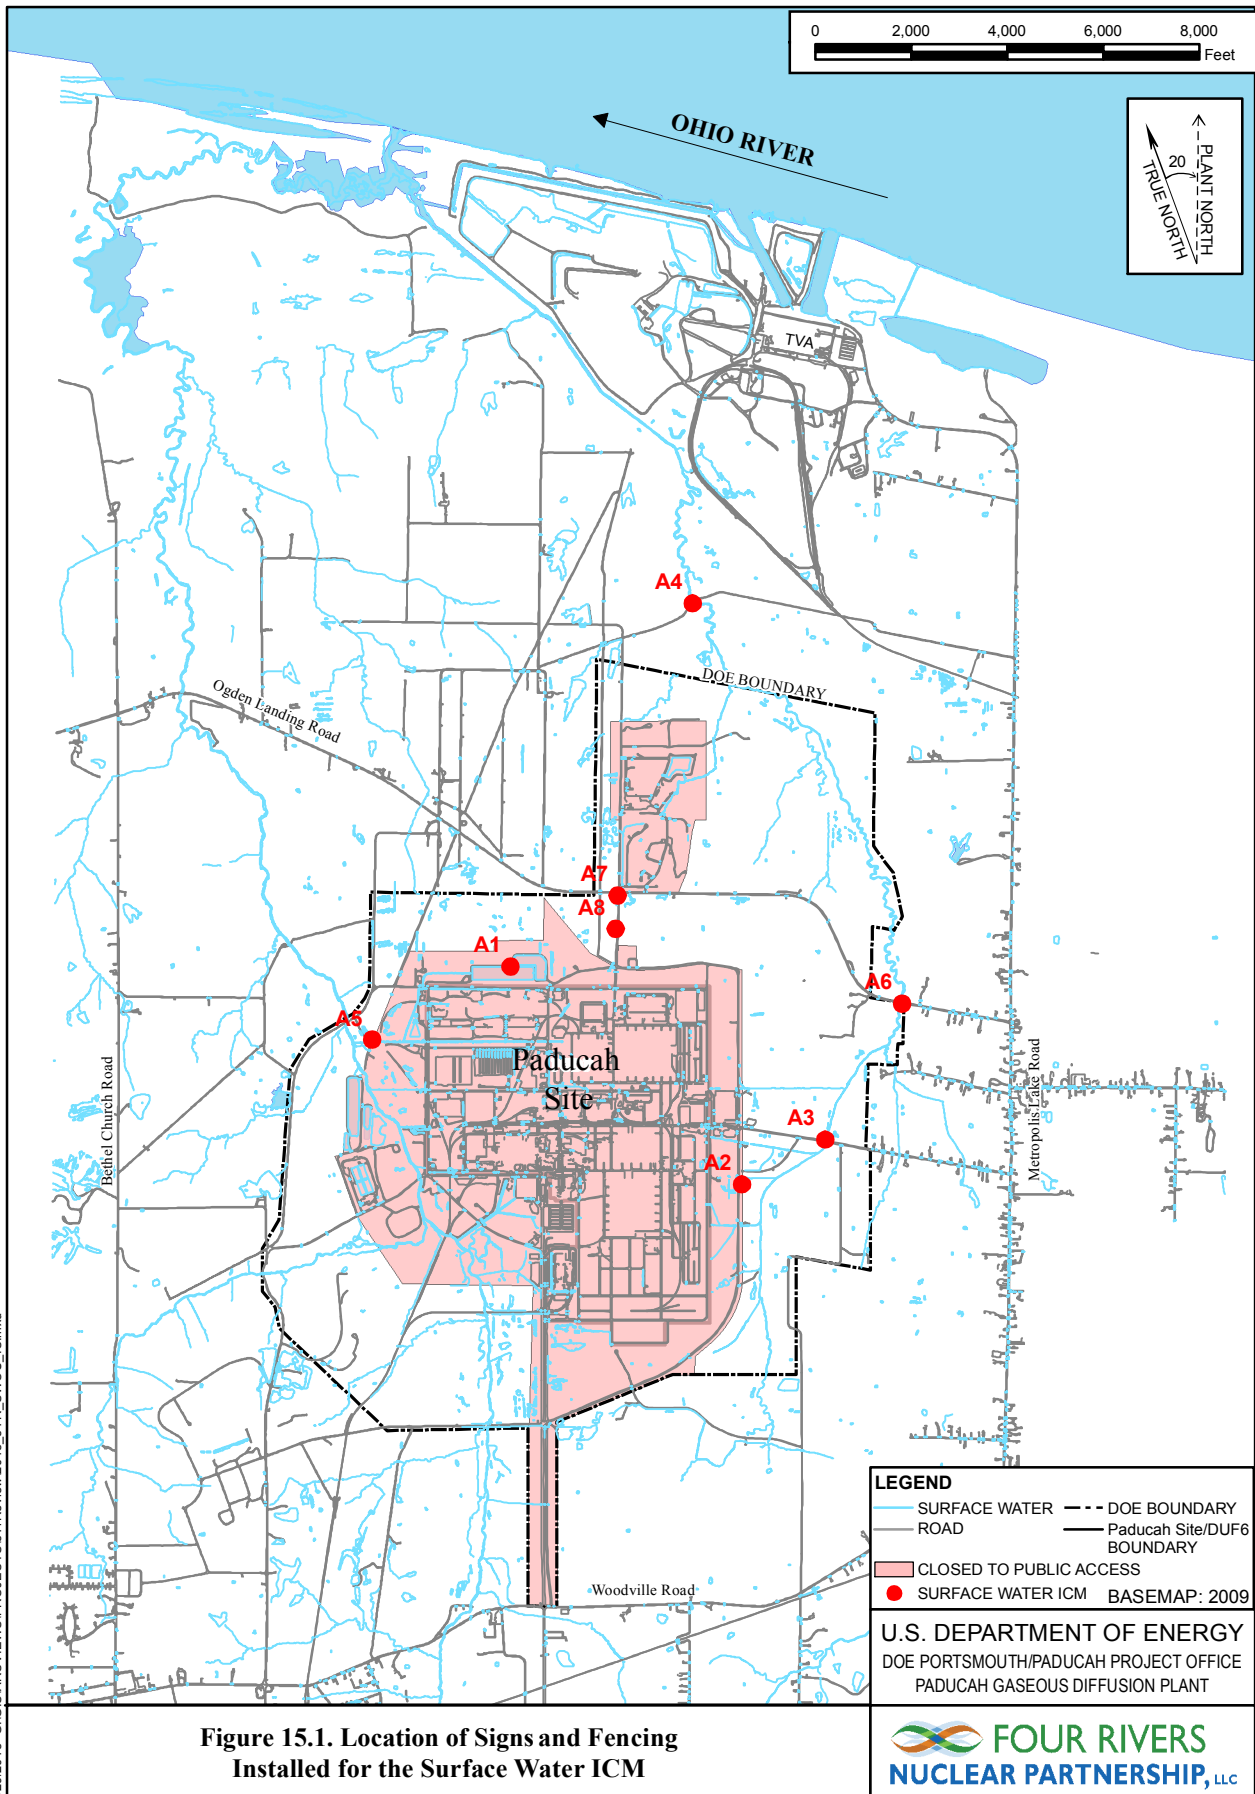 0 2,000 4,000 6,000 8,000
Feet
OHIO RIVER
20
TRUE NORTH
PLANT NORTH
TVA
A4
DOE BOUNDARY
Ogden Landing Road
A7
A8
A1
A6
A5
Paducah
Site
Bethel Church Road
Metropolis Lake Road
A3
A2
Woodville Road
LEGEND
SURFACE WATER
ROAD
DOE BOUNDARY
Paducah Site/DUF6
BOUNDARY
CLOSED TO PUBLIC ACCESS
SURFACE WATER ICM
BASEMAP: 2009
U.S. DEPARTMENT OF ENERGY
DOE PORTSMOUTH/PADUCAH PROJECT OFFICE
PADUCAH GASEOUS DIFFUSION PLANT
Figure 15.1. Location of Signs and Fencing
Installed for the Surface Water ICM
FOUR RIVERS
NUCLEAR PARTNERSHIP, LLC